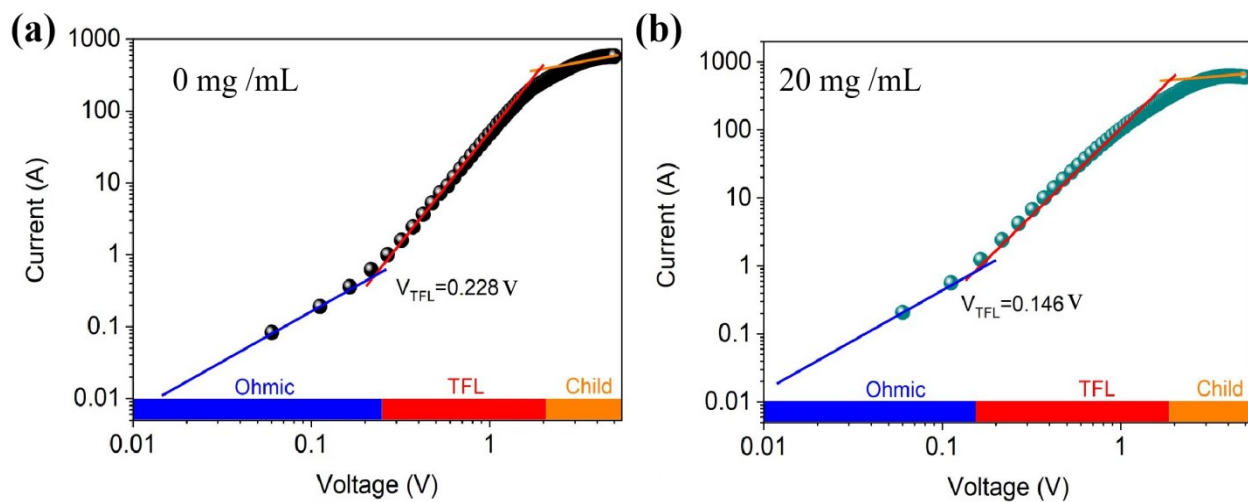 (a)
0 mg /mL
Current (A)
1000
100
10
1
0.1
0.01
V_TFL=0.228 V
Ohmic
TFL
Child
0.01
0.1
1
Voltage (V)
(b)
20 mg /mL
Current (A)
1000
100
10
1
0.1
0.01
V_TFL=0.146 V
Ohmic
TFL
Child
0.01
0.1
1
Voltage (V)